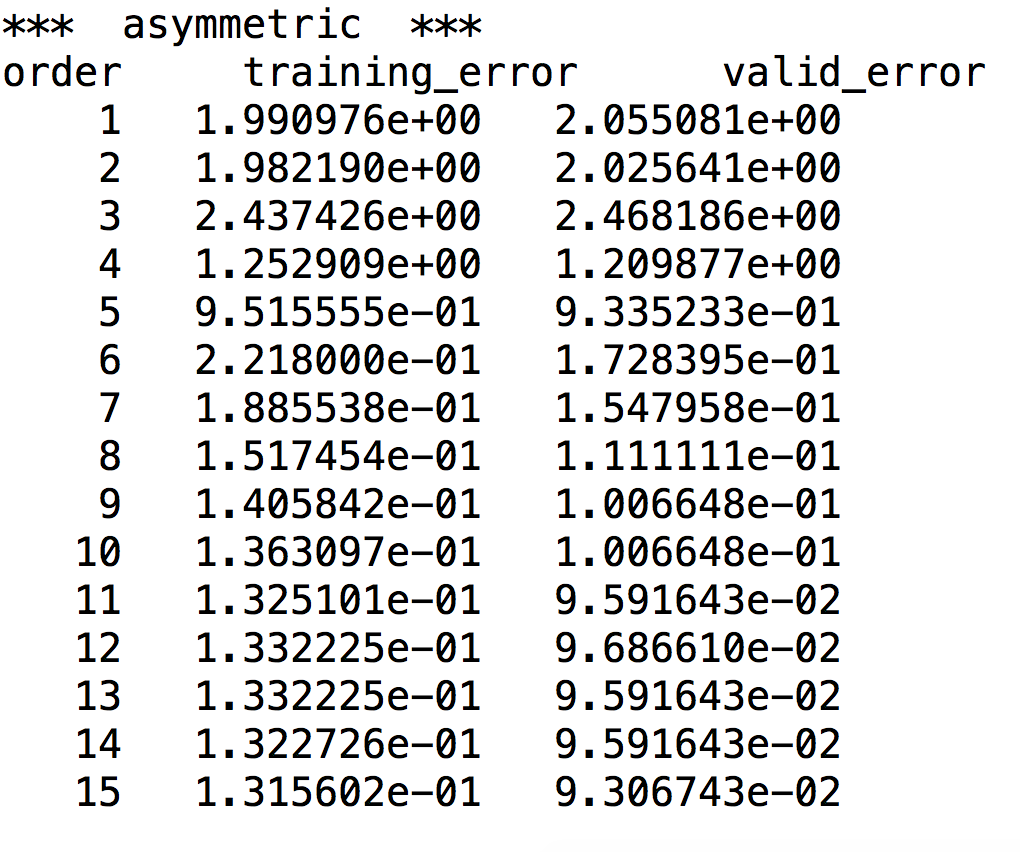 ***  asymmetric  ***
order     training_error      valid_error
    1   1.990976e+00   2.055081e+00
    2   1.982190e+00   2.025641e+00
    3   2.437426e+00   2.468186e+00
    4   1.252909e+00   1.209877e+00
    5   9.515555e-01   9.335233e-01
    6   2.218000e-01   1.728395e-01
    7   1.885538e-01   1.547958e-01
    8   1.517454e-01   1.111111e-01
    9   1.405842e-01   1.006648e-01
   10   1.363097e-01   1.006648e-01
   11   1.325101e-01   9.591643e-02
   12   1.332225e-01   9.686610e-02
   13   1.332225e-01   9.591643e-02
   14   1.322726e-01   9.591643e-02
   15   1.315602e-01   9.306743e-02